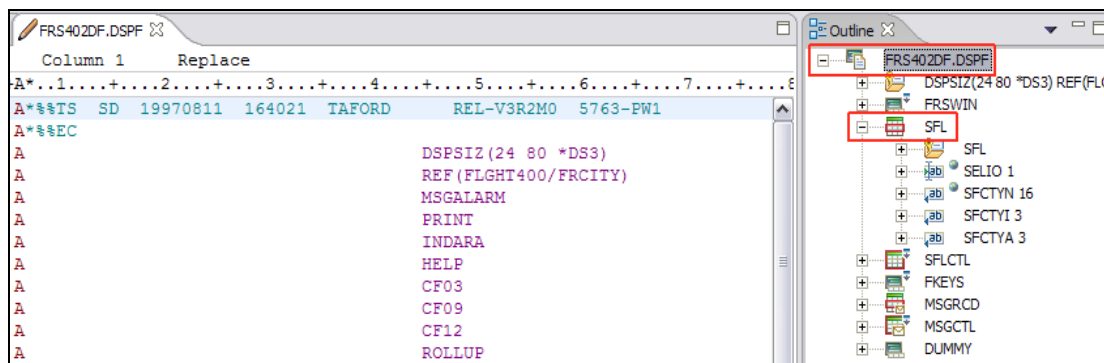 FRS402DF.DSPF
Column 1 Replace
-A*..1....+....2....+....3....+....4....+....5....+....6....+....7....+....8
A*%%TS SD 19970811 164021 TAFORD REL-V3R2M0 5763-PW1
A*%%EC
A DSPSIZ(24 80 *DS3)
A REF(FLGHT400/FRCITY)
A MSGALARM
A PRINT
A INDARA
A HELP
A CF03
A CF09
A CF12
A ROLLUP
Outline
FRS402DF.DSPF
DSPSIZ(24 80 *DS3) REF(FLG
FRSWIN
SFL
SFL
SELIO 1
SFCTYN 16
SFCTYI 3
SFCTYA 3
SFLCTL
FKEYS
MSGRCD
MSGCTL
DUMMY